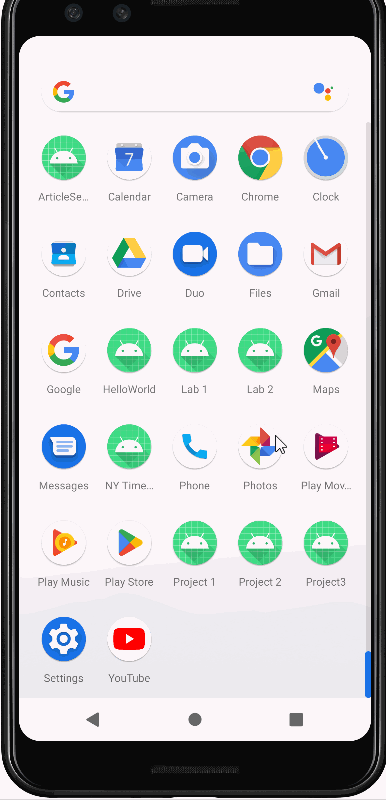 ArticleSe...
Calendar
Camera
Chrome
Clock
7
Contacts
Drive
Duo
Files
Gmail
Google
HelloWorld
Lab 1
Lab 2
Maps
Messages
NY Time...
Phone
Photos
Play Mov...
Play Music
Play Store
Project 1
Project 2
Project3
Settings
YouTube